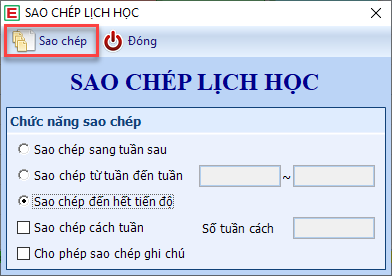 E SAO CHÉP LỊCH HỌC
Sao chép Đóng
SAO CHÉP LỊCH HỌC
Chức năng sao chép
Sao chép sang tuần sau
Sao chép từ tuần đến tuần ~
Sao chép đến hết tiến độ
Sao chép cách tuần Số tuần cách
Cho phép sao chép ghi chú